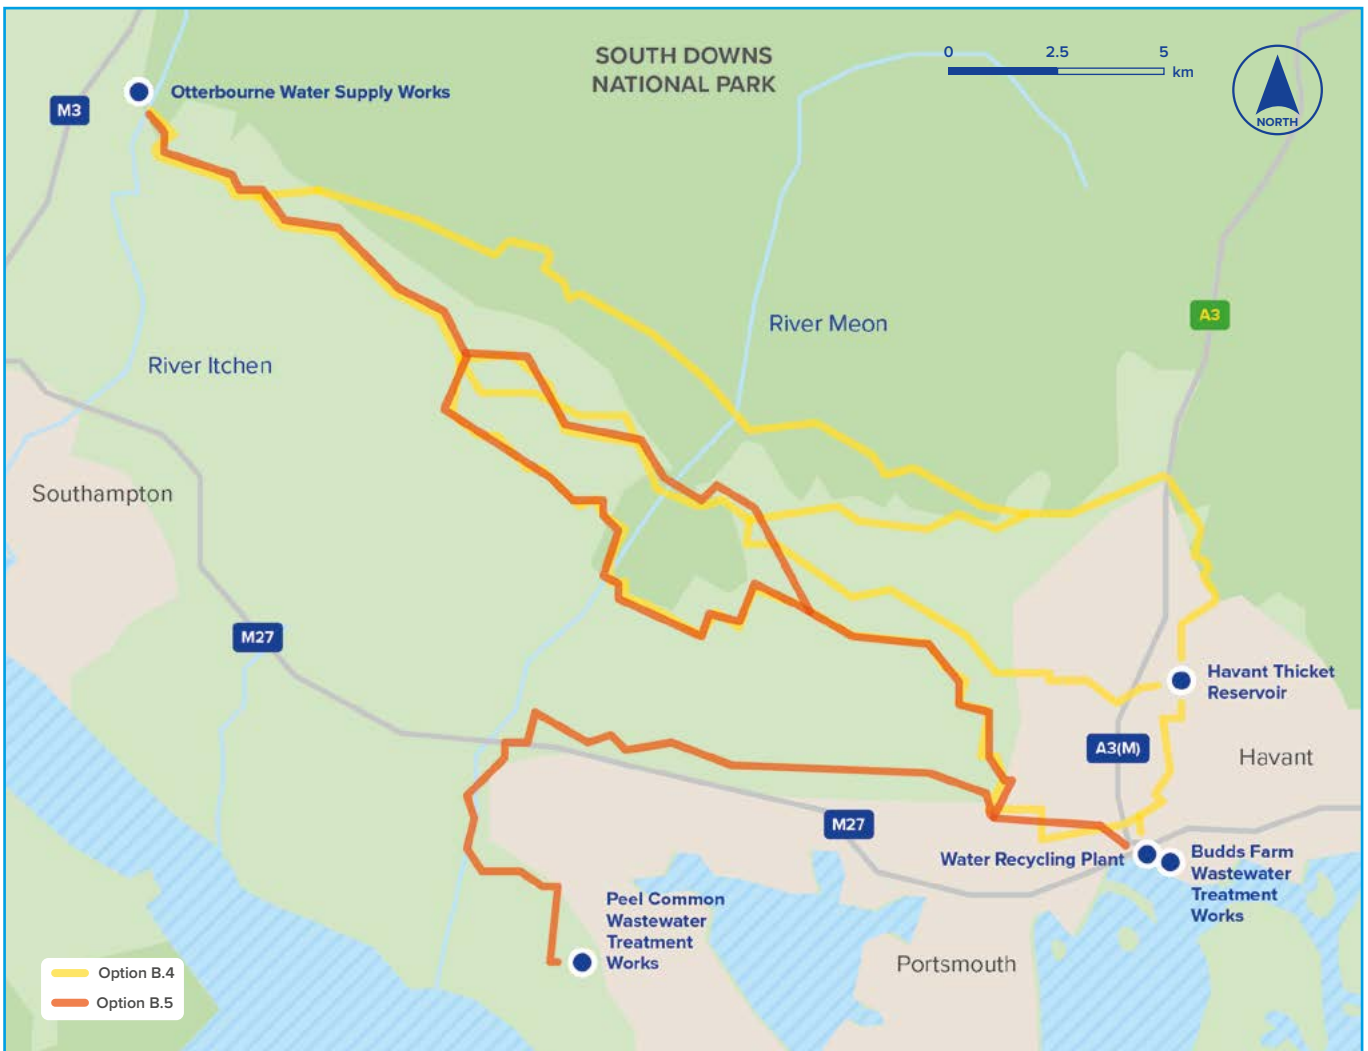 SOUTH DOWNS
NATIONAL PARK
0 2.5 5
km
NORTH
M3
Otterbourne Water Supply Works
River Meon
A3
River Itchen
Southampton
M27
Havant Thicket
Reservoir
A3(M)
Havant
M27
Water Recycling Plant
Budds Farm
Wastewater
Treatment
Works
Peel Common
Wastewater
Treatment
Works
Portsmouth
Option B.4
Option B.5